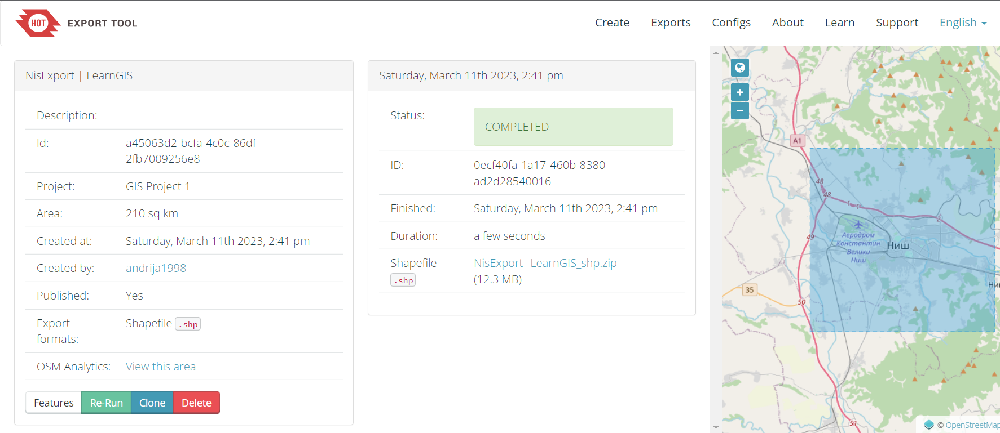 HOT EXPORT TOOL
Create Exports Configs About Learn Support English
NisExport | LearnGIS
Description:
Id: a45063d2-bcfa-4c0c-86df-
2fb7009256e8
Project: GIS Project 1
Area: 210 sq km
Created at: Saturday, March 11th 2023, 2:41 pm
Created by: andrija1998
Published: Yes
Export Shapefile .shp
formats:
OSM Analytics: View this area
Features Re-Run Clone Delete
Saturday, March 11th 2023, 2:41 pm
Status: COMPLETED
ID: 0ecf40fa-1a17-460b-8380-
ad2d28540016
Finished: Saturday, March 11th 2023, 2:41 pm
Duration: a few seconds
Shapefile NisExport--LearnGIS_shp.zip
.shp (12.3 MB)
+
−
A1
48
48
1 1
2
49
Аеродром
Константин
Велики
Ниш
Ниш
35
50
51
© OpenStreetMap